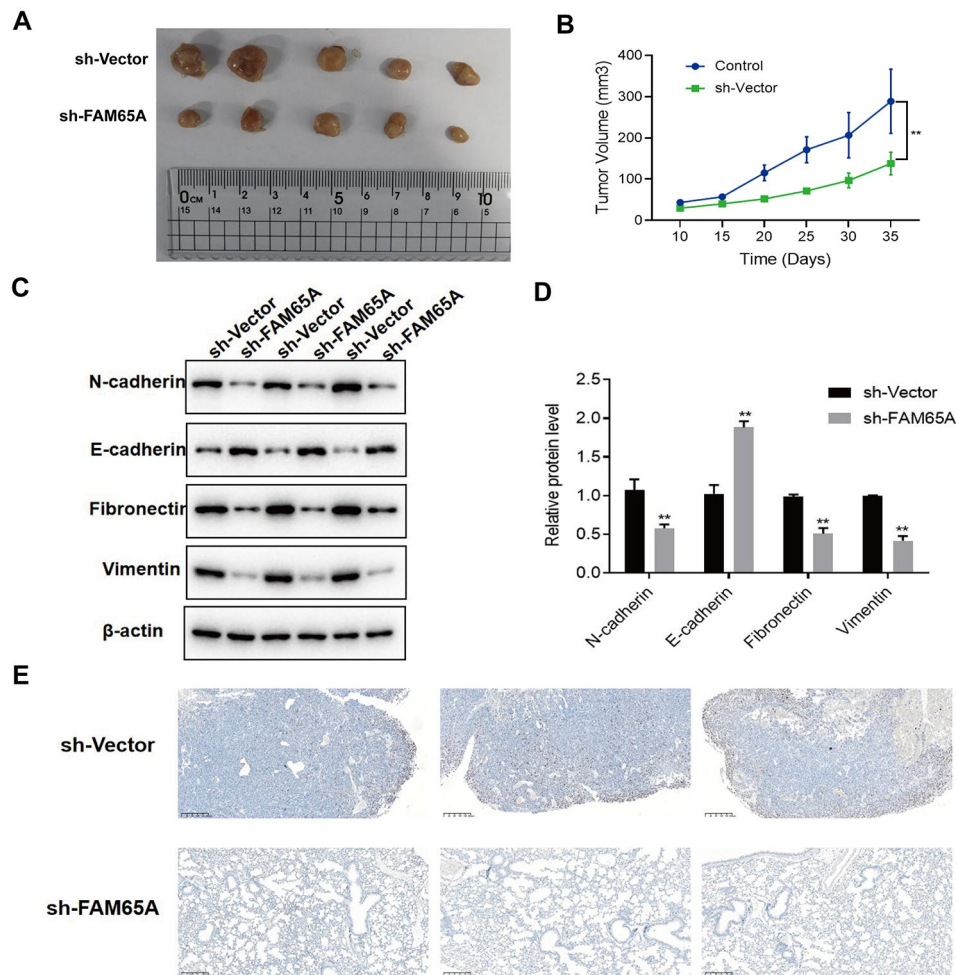 A
sh-Vector
sh-FAM65A
0CM 1 2 3 4 5 6 7 8 9 10
15 14 13 12 11 10 9 8 7 6 5
B
Tumor Volume (mm3)
400
300
200
100
0
Control
sh-Vector
**
10 15 20 25 30 35
Time (Days)
C
sh-Vector
sh-FAM65A
sh-Vector
sh-FAM65A
sh-Vector
sh-FAM65A
N-cadherin
E-cadherin
Fibronectin
Vimentin
β-actin
D
Relative protein level
2.5
2.0
1.5
1.0
0.5
0.0
sh-Vector
sh-FAM65A
**
**
**
**
N-cadherin
E-cadherin
Fibronectin
Vimentin
E
sh-Vector
sh-FAM65A